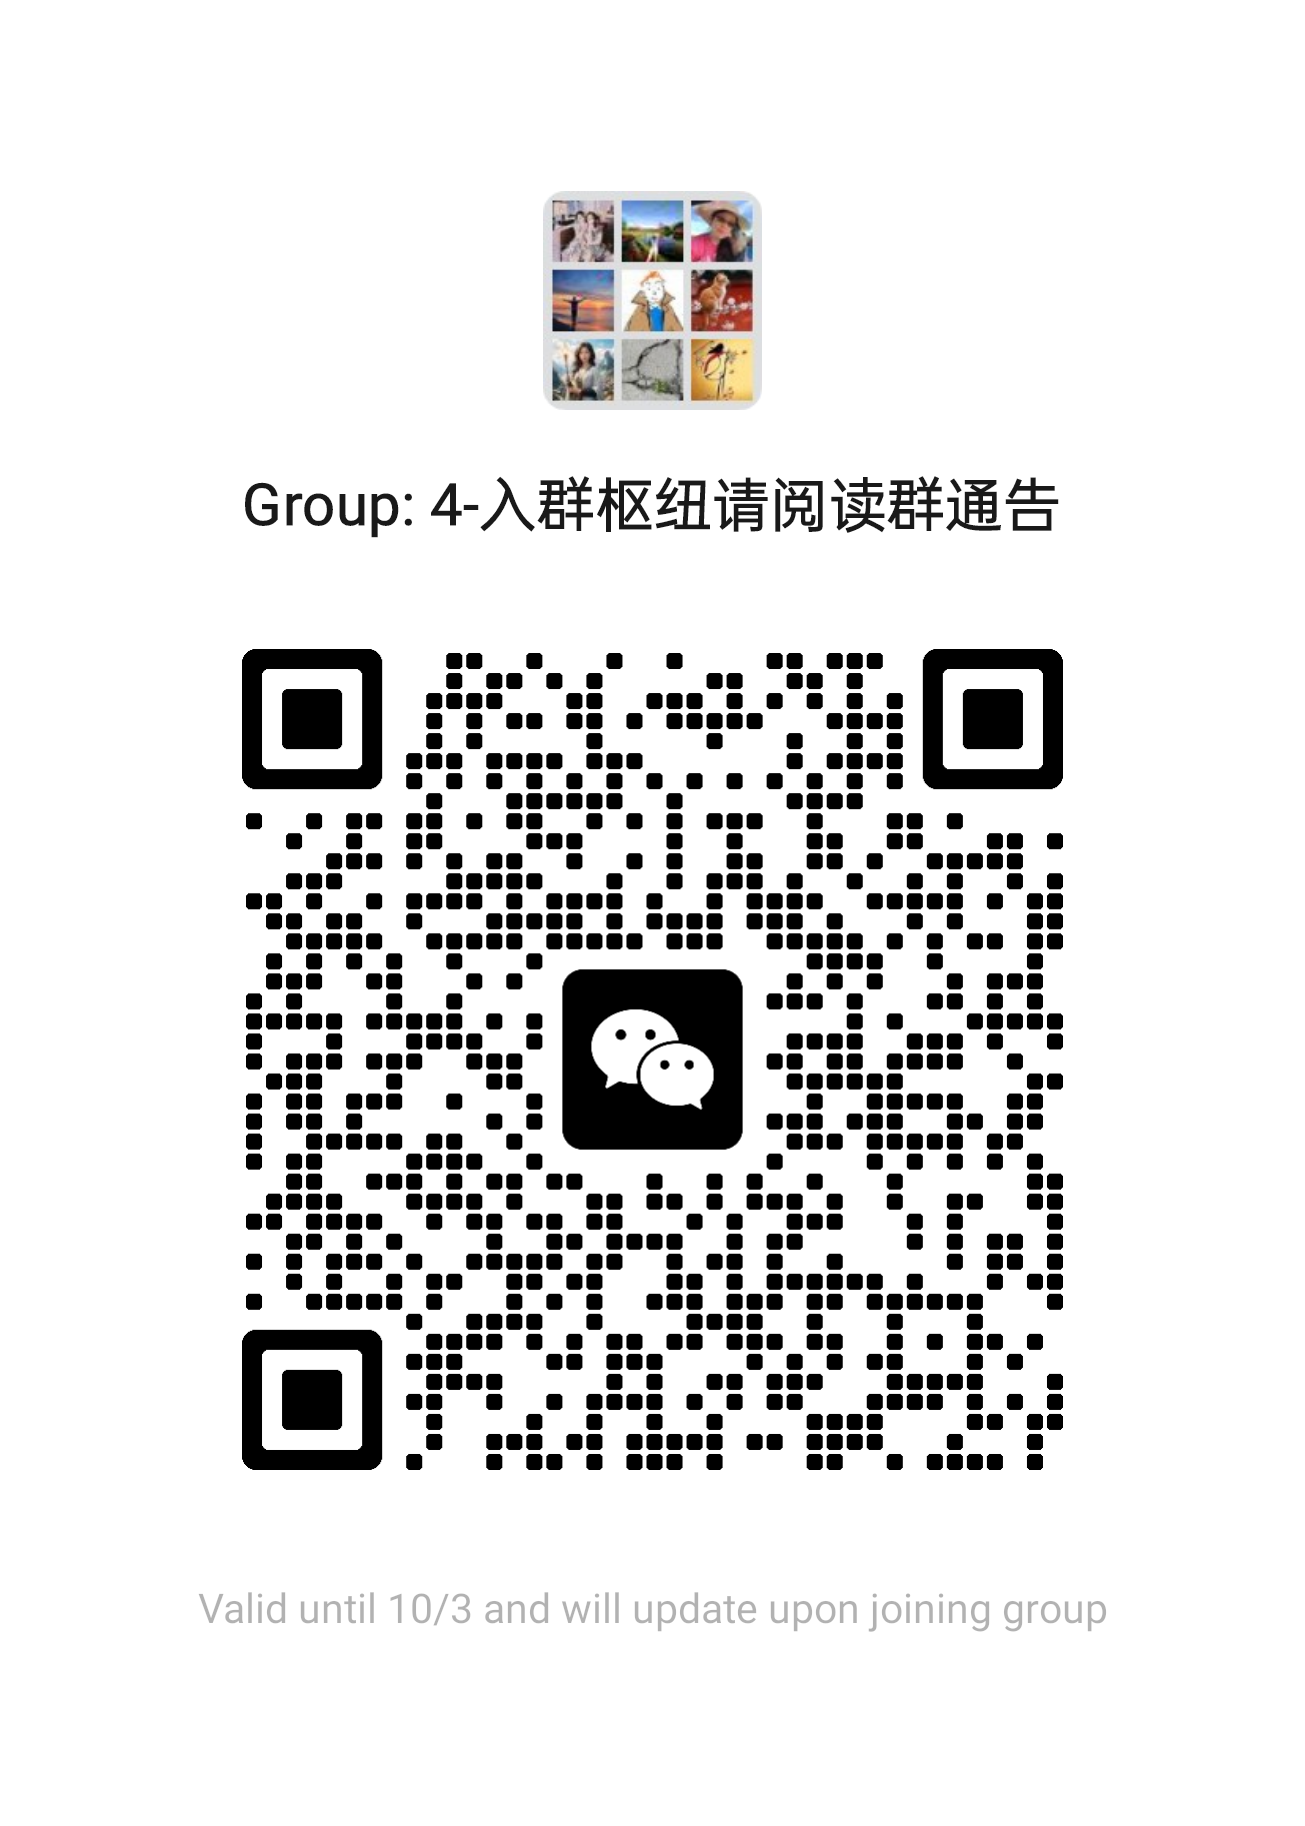 Group: 4-入群枢纽请阅读群通告
Valid until 10/3 and will update upon joining group